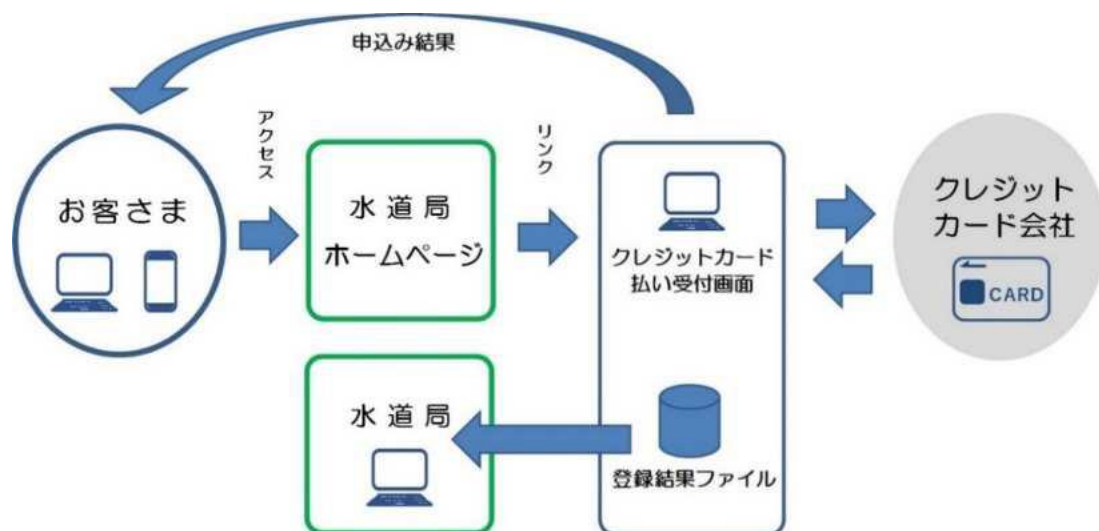 申込み結果
お客さま
アクセス
水道局
ホームページ
リンク
クレジットカード
払い受付画面
クレジット
カード会社
CARD
水道局
登録結果ファイル